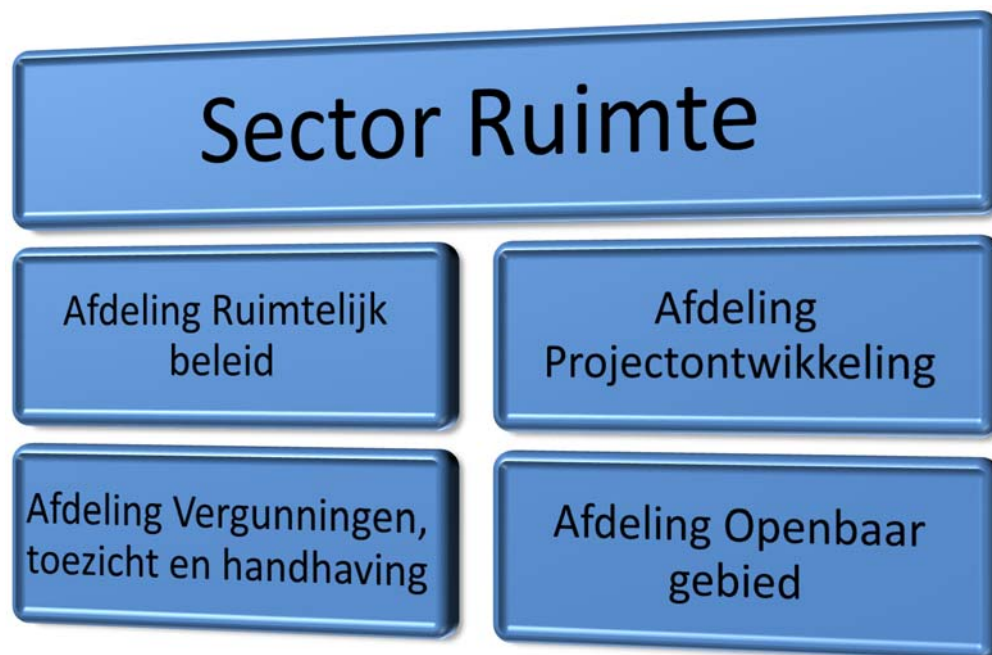 Sector Ruimte
Afdeling Ruimtelijk
beleid
Afdeling
Projectontwikkeling
Afdeling Vergunningen,
toezicht en handhaving
Afdeling Openbaar
gebied